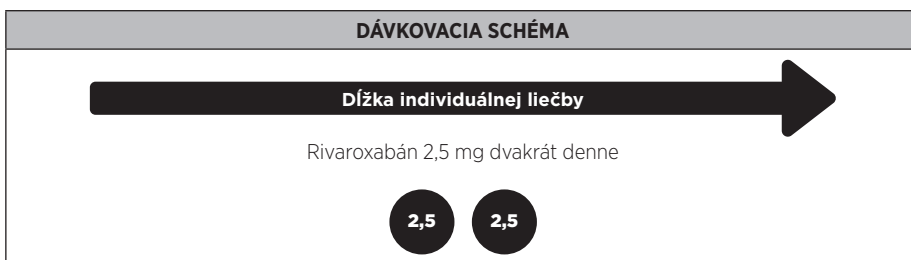 DÁVKOVACIA SCHÉMA
Dĺžka individuálnej liečby
Rivaroxabán 2,5 mg dvakrát denne
2,5 2,5